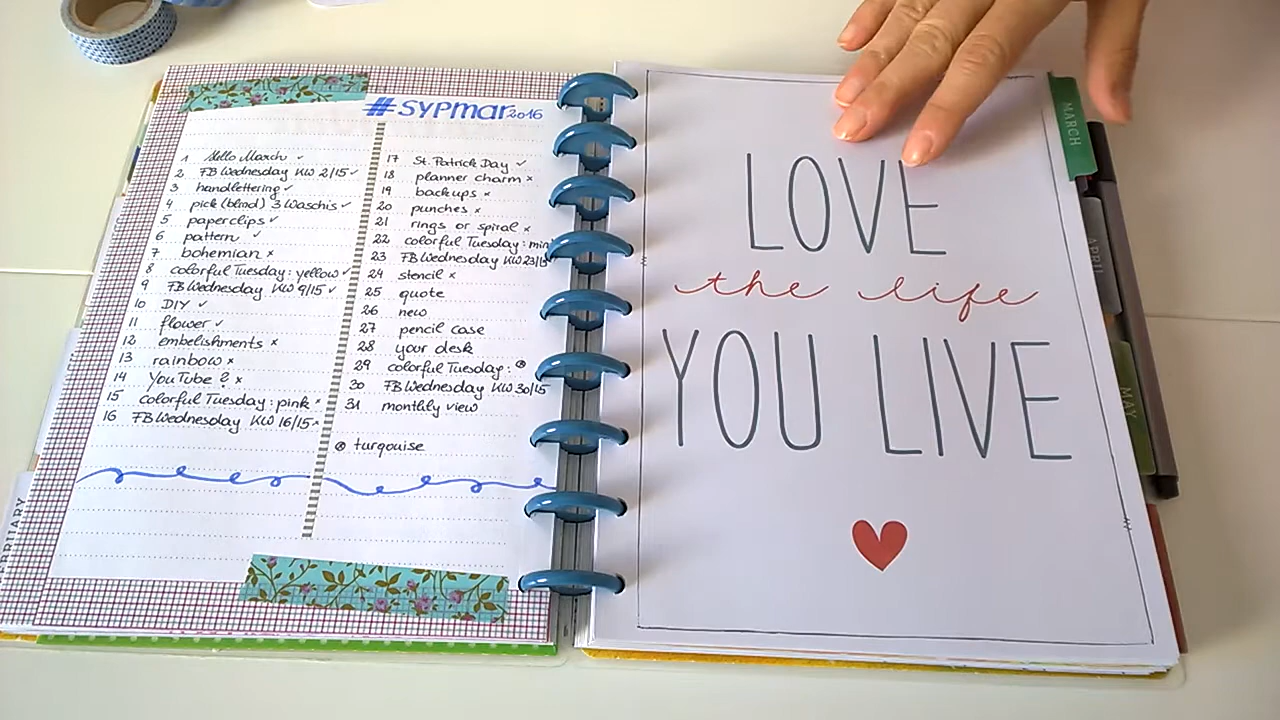 #sypmar2016
1 Hello March ✓
2 FB Wednesday KW 2/15 ✓
3 handlettering ✓
4 pick (blind) 3 Waschis ✓
5 paperclips ✓
6 pattern ✓
7 bohemian x
8 colorful Tuesday: yellow ✓
9 FB Wednesday KW 9/15 ✓
10 DIY ✓
11 flower ✓
12 embelishments x
13 rainbow x
14 YouTube ? x
15 colorful Tuesday: pink x
16 FB Wednesday KW 16/15 x
17 St. Patrick Day ✓
18 planner charm x
19 backups x
20 punches x
21 rings or spiral x
22 colorful Tuesday:
23 FB Wednesday KW 23/15
24 stencil x
25 quote
26 new
27 pencil case
28 your desk
29 colorful Tuesday: ⊗
30 FB Wednesday KW 30/15
31 monthly view
⊗ turqouise
LOVE
the life
YOU LIVE
MARCH
APRIL
MAY